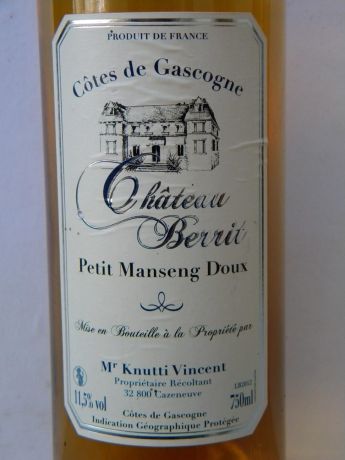 PRODUIT DE FRANCE
Côtes de Gascogne
Château
Berrit
Petit Manseng Doux
Mise en Bouteille à la Propriété par
Mr Knutti Vincent
Propriétaire Récoltant
32 800 Cazeneuve
11,5% vol
LB2012
750ml
Côtes de Gascogne
Indication Géographique Protégée